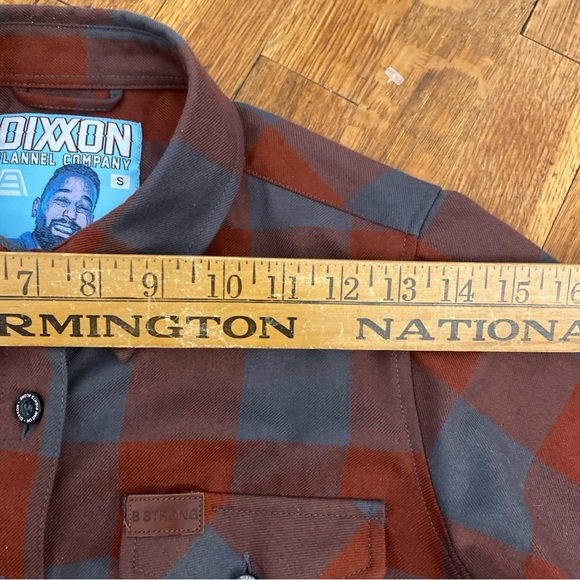 DIXXON
FLANNEL COMPANY
S
7 8 9 10 11 12 13 14 15 16
RMINGTON NATIONA
B STRONG